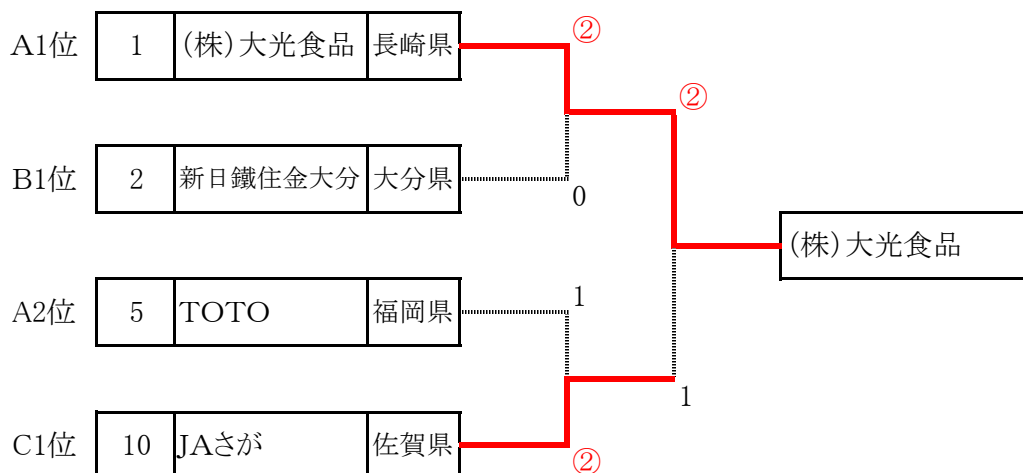 A1位 1 (株)大光食品 長崎県 ②
②
B1位 2 新日鐵住金大分 大分県 0
(株)大光食品
A2位 5 TOTO 福岡県 1
1
C1位 10 JAさが 佐賀県 ②